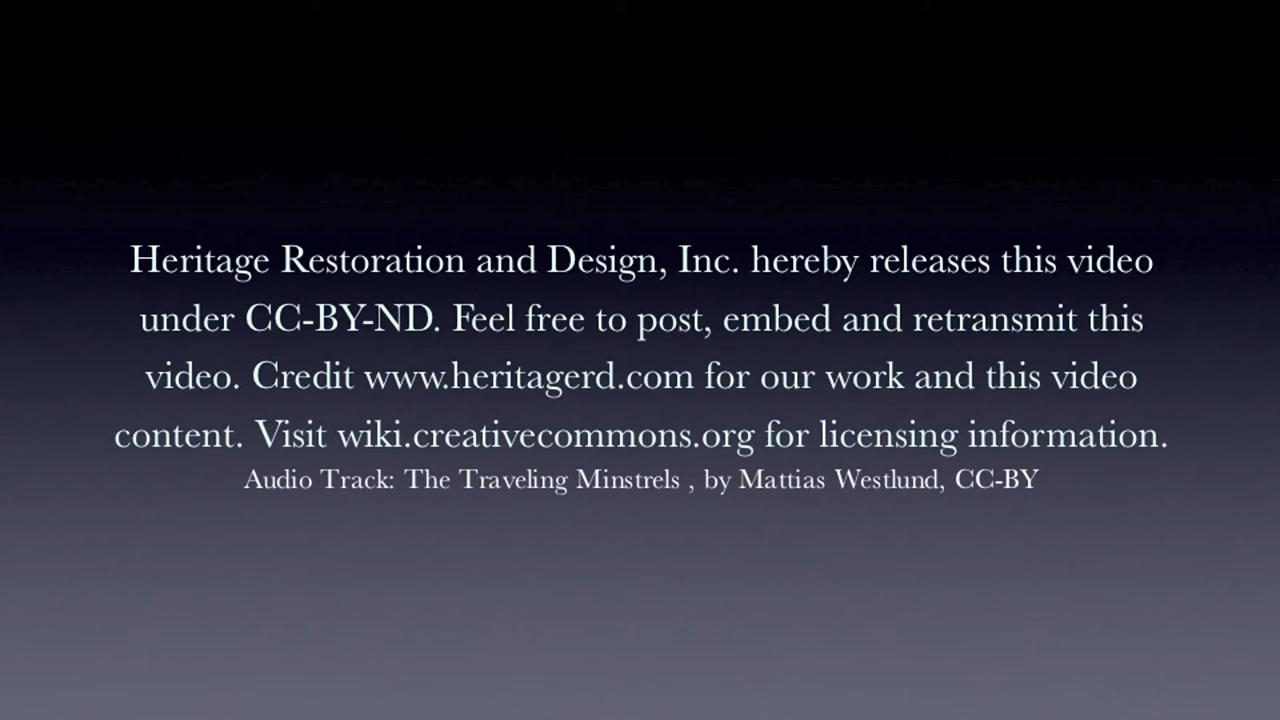 Heritage Restoration and Design, Inc. hereby releases this video
under CC-BY-ND. Feel free to post, embed and retransmit this
video. Credit www.heritagerd.com for our work and this video
content. Visit wiki.creativecommons.org for licensing information.
Audio Track: The Traveling Minstrels , by Mattias Westlund, CC-BY